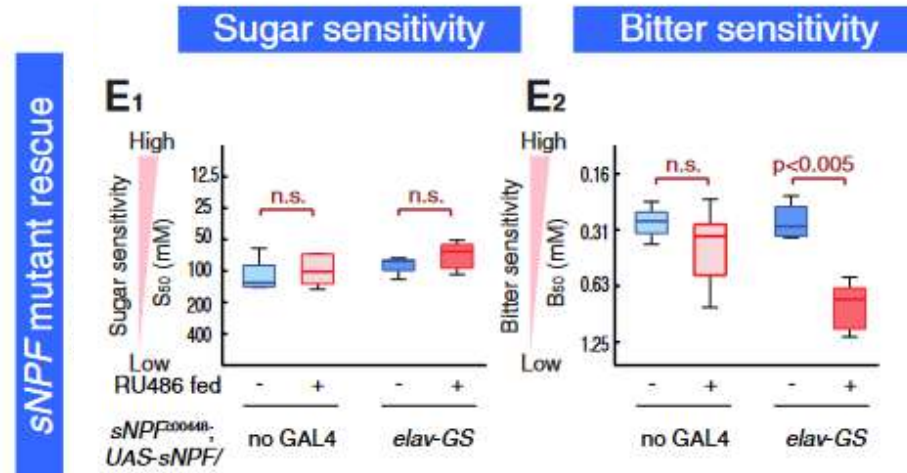 Sugar sensitivity
Bitter sensitivity
sNPF mutant rescue
E1
E2
High
High
Sugar sensitivity
S50 (mM)
12.5
25
50
100
200
400
n.s.
n.s.
Bitter sensitivity
B50 (mM)
0.16
0.31
0.63
1.25
n.s.
p<0.005
Low
Low
RU486 fed
- + - +
- + - +
sNPFc00448;
UAS-sNPF/
no GAL4
elav-GS
no GAL4
elav-GS